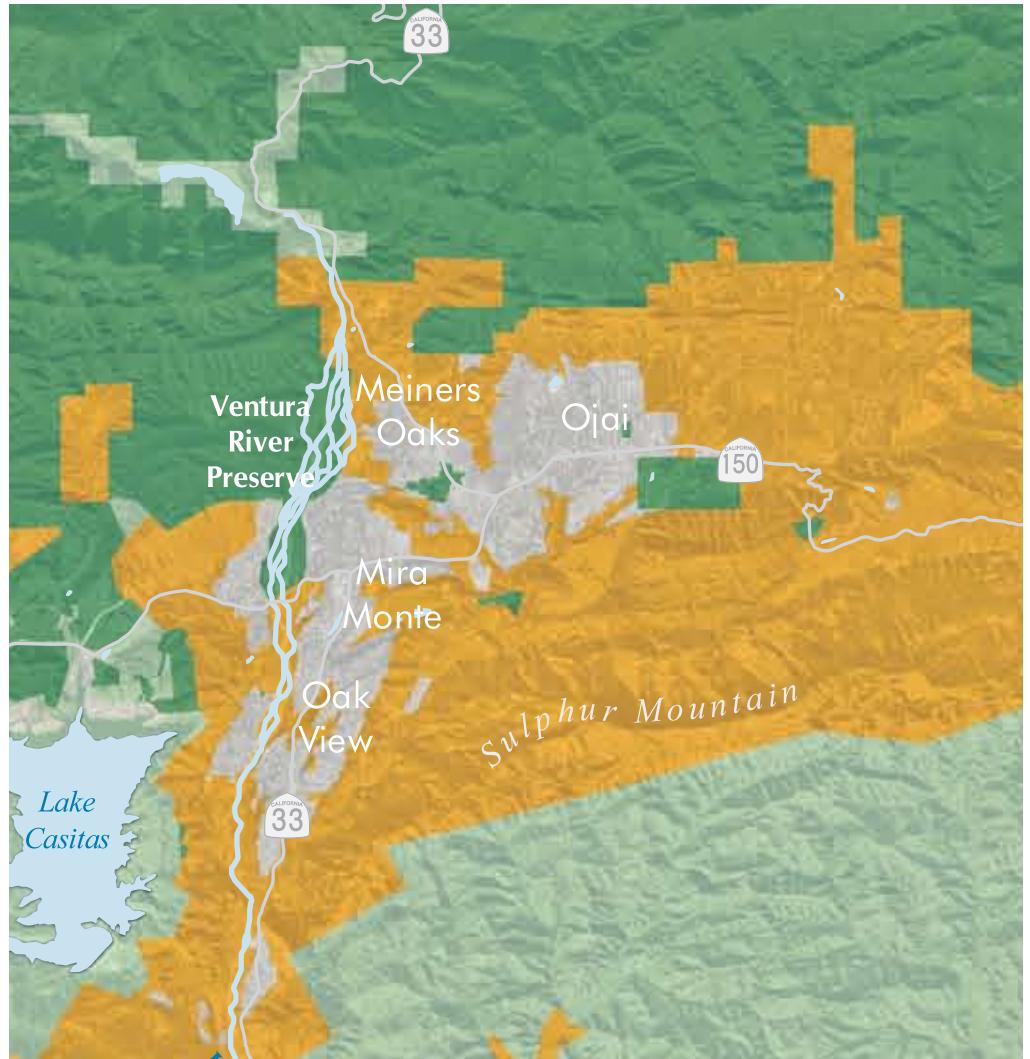 CALIFORNIA
33
Meiners
Oaks
Ojai
Ventura
River
Preserve
CALIFORNIA
150
Mira
Monte
Oak
View
Sulphur Mountain
Lake
Casitas
CALIFORNIA
33